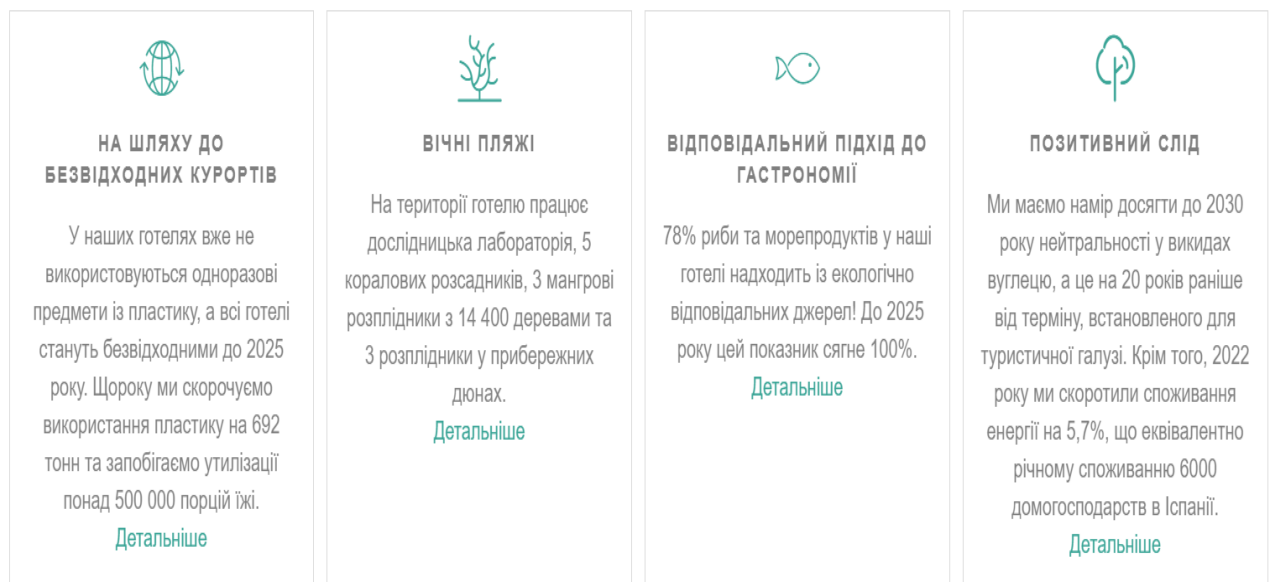 НА ШЛЯХУ ДО
БЕЗВІДХОДНИХ КУРОРТІВ
У наших готелях вже не
використовуються одноразові
предмети із пластику, а всі готелі
стануть безвідходними до 2025
року. Щороку ми скорочуємо
використання пластику на 692
тонн та запобігаємо утилізації
понад 500 000 порцій їжі.
Детальніше
ВІЧНІ ПЛЯЖІ
На території готелю працює
дослідницька лабораторія, 5
коралових розсадників, 3 мангрові
розплідники з 14 400 деревами та
3 розплідники у прибережних
дюнах.
Детальніше
ВІДПОВІДАЛЬНИЙ ПІДХІД ДО
ГАСТРОНОМІЇ
78% риби та морепродуктів у наші
готелі надходить із екологічно
відповідальних джерел! До 2025
року цей показник сягне 100%.
Детальніше
ПОЗИТИВНИЙ СЛІД
Ми маємо намір досягти до 2030
року нейтральності у викидах
вуглецю, а це на 20 років раніше
від терміну, встановленого для
туристичної галузі. Крім того, 2022
року ми скоротили споживання
енергії на 5,7%, що еквівалентно
річному споживанню 6000
домогосподарств в Іспанії.
Детальніше